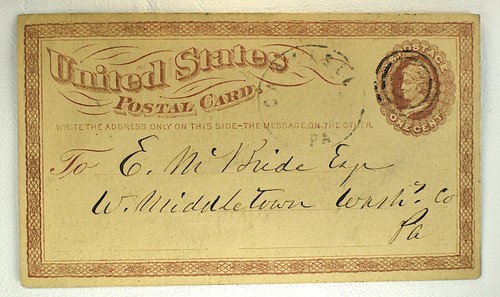 United States
POSTAL CARD.
POSTAGE
ONE CENT
PA
WRITE THE ADDRESS ONLY ON THIS SIDE-THE MESSAGE ON THE OTHER
To E. McBride Esq
W. Middletown Wash's. Co
Pa